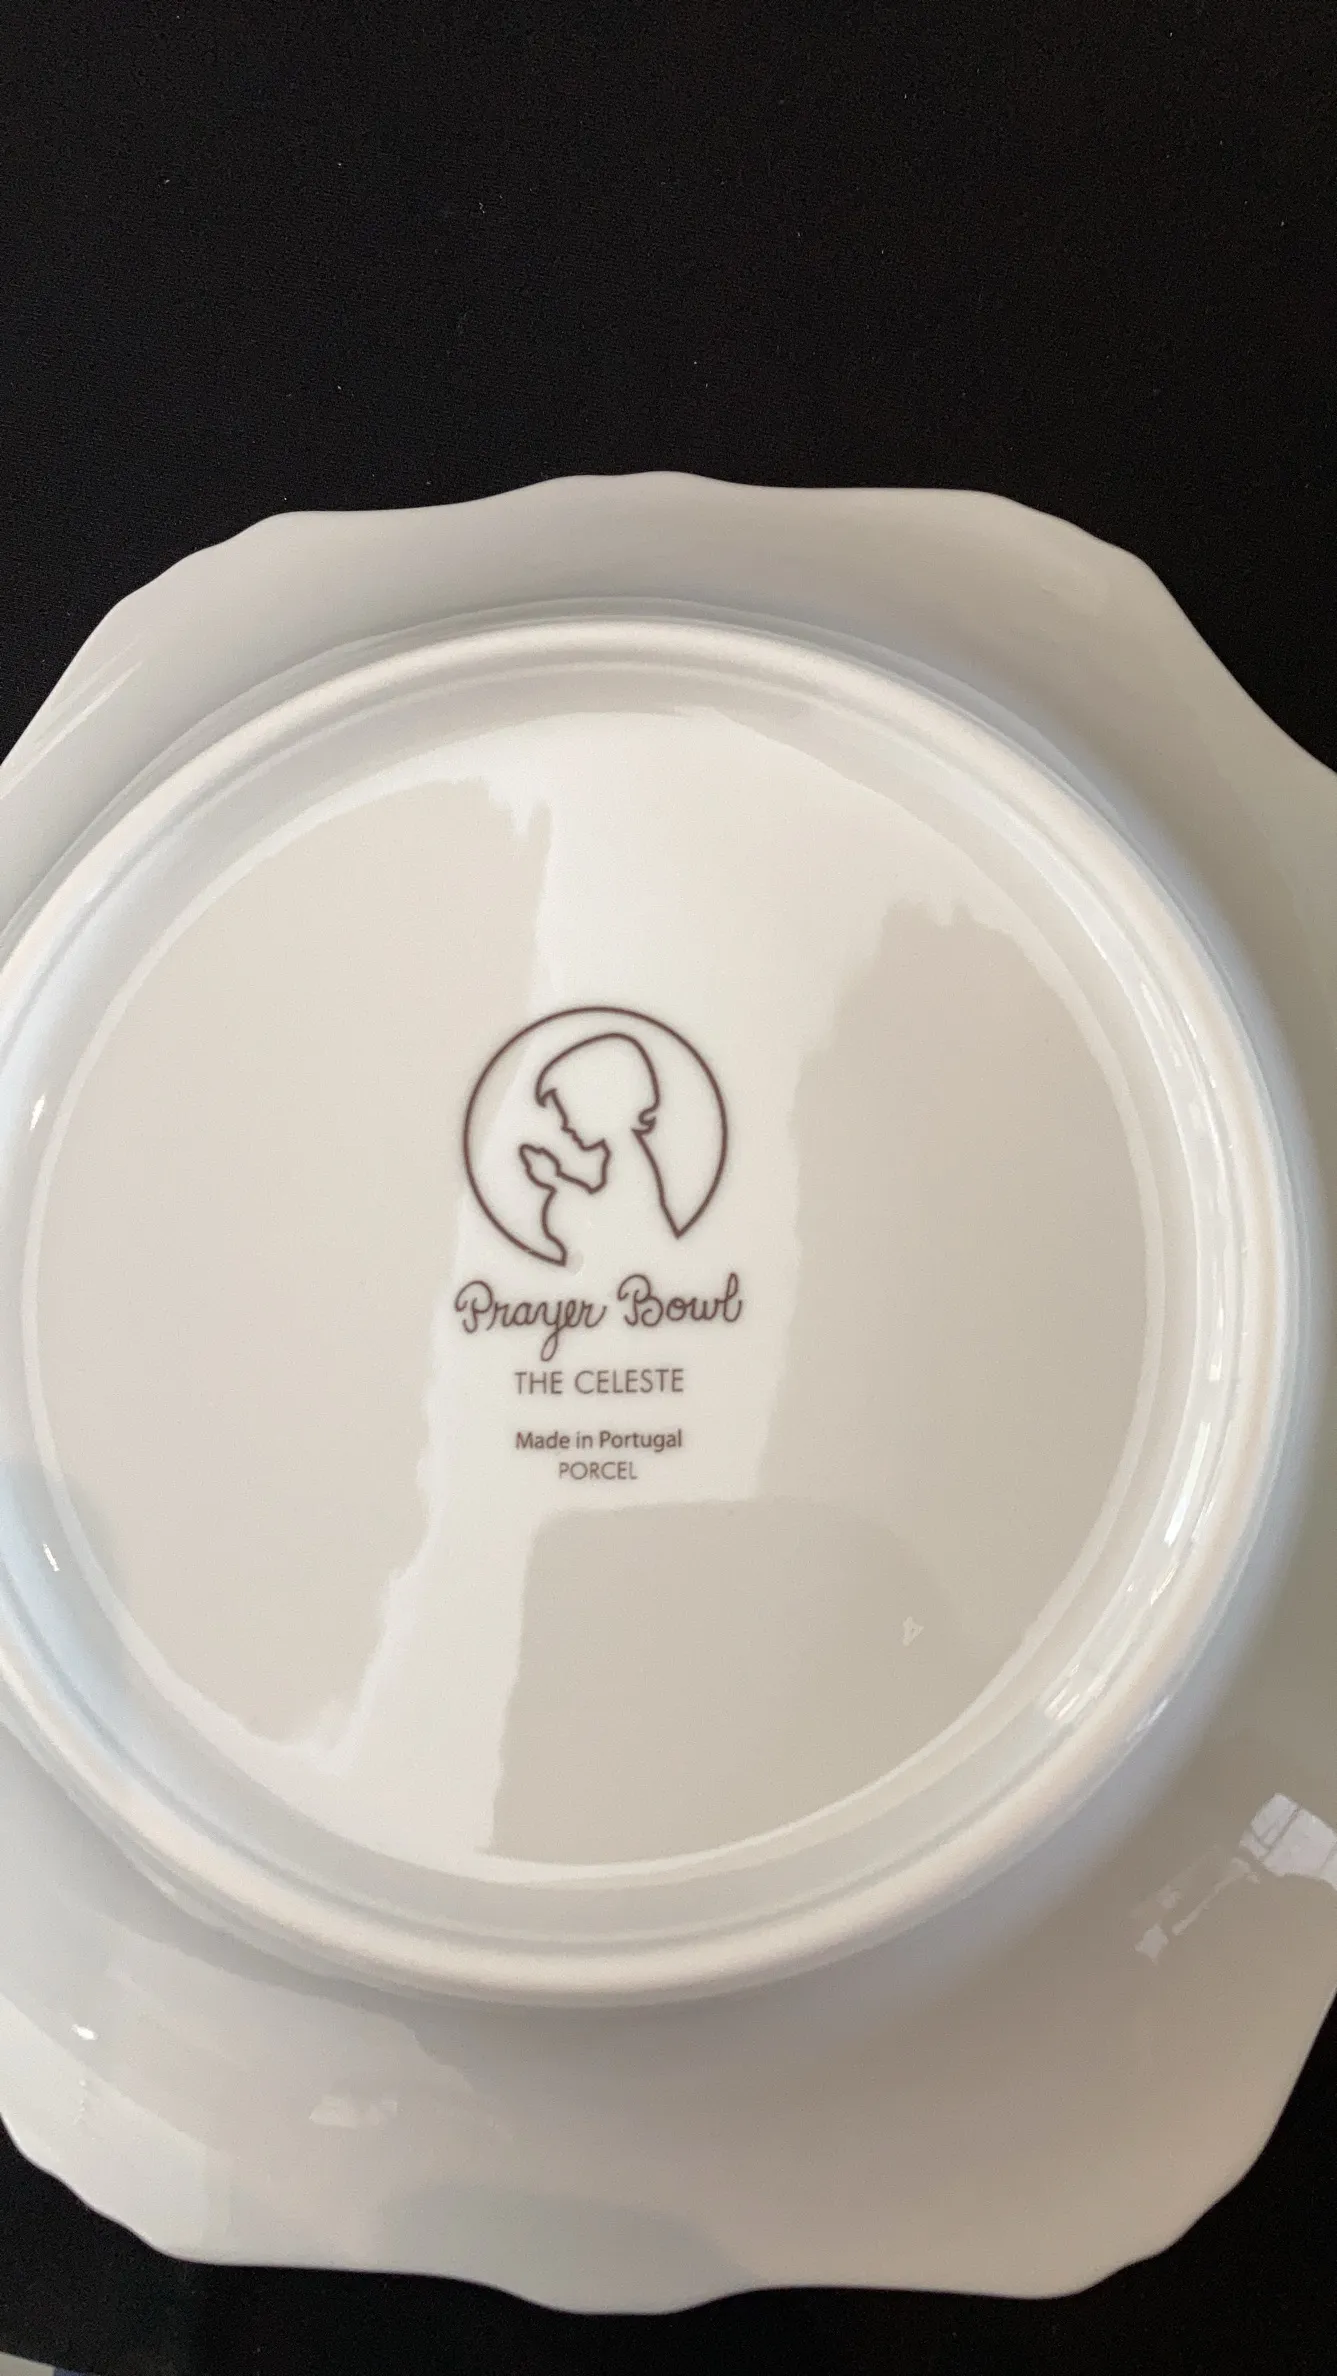 Prayer Bowl
THE CELESTE
Made in Portugal
PORCEL